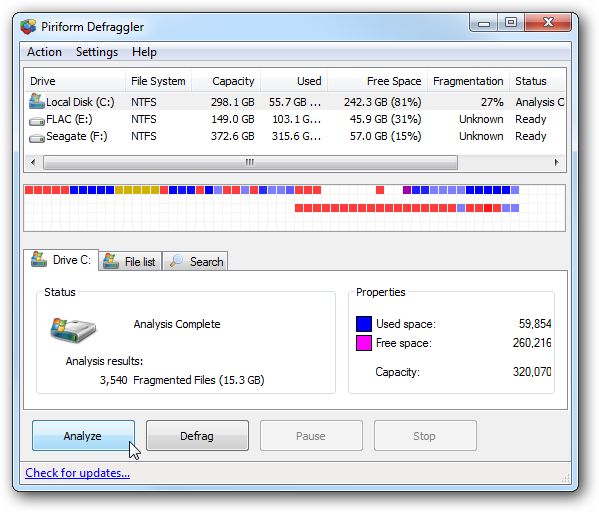 Piriform Defraggler
Action Settings Help
Drive File System Capacity Used Free Space Fragmentation Status
Local Disk (C:) NTFS 298.1 GB 55.7 GB ... 242.3 GB (81%) 27% Analysis C
FLAC (E:) NTFS 149.0 GB 103.1 G... 45.9 GB (31%) Unknown Ready
Seagate (F:) NTFS 372.6 GB 315.6 G... 57.0 GB (15%) Unknown Ready
Drive C: File list Search
Status Properties
Analysis Complete Used space: 59,854
Free space: 260,216
Analysis results:
Capacity: 320,070
3,540 Fragmented Files (15.3 GB)
Analyze Defrag Pause Stop
Check for updates...